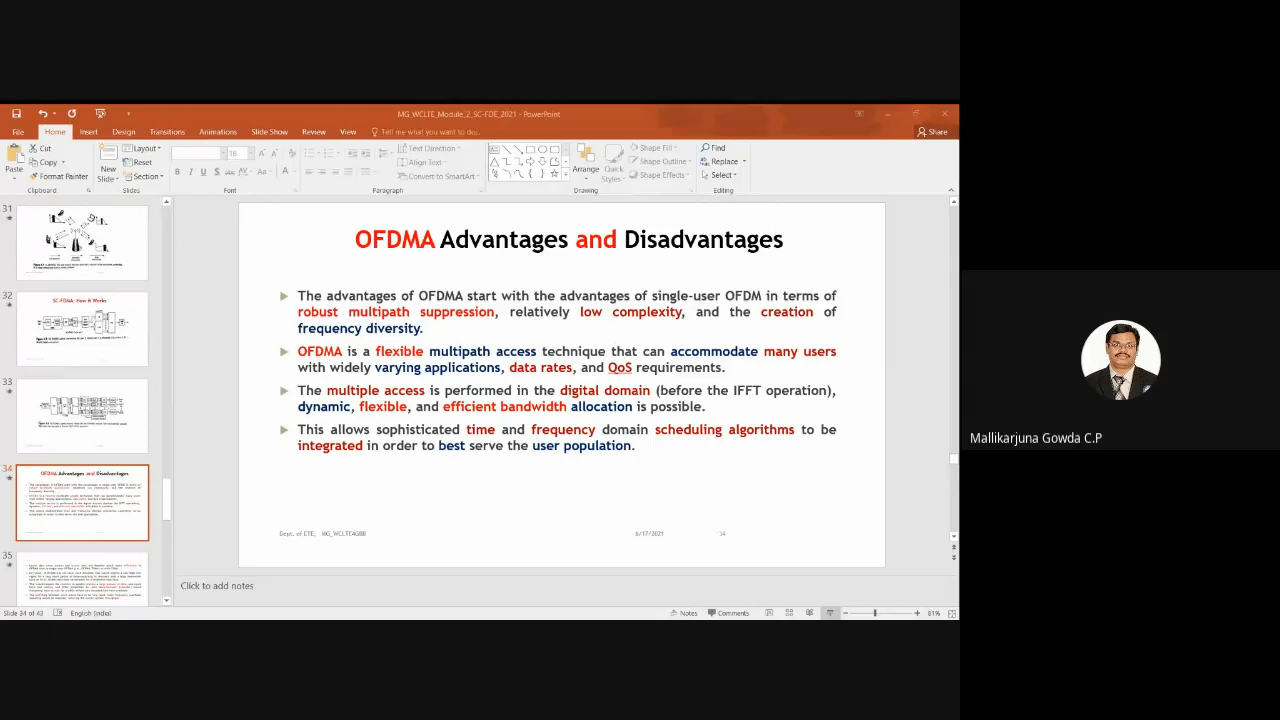 MG_WCLTE_Module_2_SC-FDE_2021 - PowerPoint
File Home Insert Design Transitions Animations Slide Show Review View Tell me what you want to do... Share
Paste Cut Copy Format Painter
Clipboard
New Slide Layout Reset Section
Slides
16
Font
Text Direction Align Text Convert to SmartArt
Paragraph
Arrange Quick Styles Shape Fill Shape Outline Shape Effects
Drawing
Find Replace Select
Editing
31
32
SC-FDMA: How It Works
33
34
OFDMA Advantages and Disadvantages
35
OFDMA Advantages and Disadvantages
The advantages of OFDMA start with the advantages of single-user OFDM in terms of
robust multipath suppression, relatively low complexity, and the creation of
frequency diversity.
OFDMA is a flexible multipath access technique that can accommodate many users
with widely varying applications, data rates, and QoS requirements.
The multiple access is performed in the digital domain (before the IFFT operation),
dynamic, flexible, and efficient bandwidth allocation is possible.
This allows sophisticated time and frequency domain scheduling algorithms to be
integrated in order to best serve the user population.
Dept. of ETE, MG_WCLTE4GBB 6/17/2021 34
Click to add notes
Slide 34 of 43 English (India) Notes Comments 81%
Mallikarjuna Gowda C.P